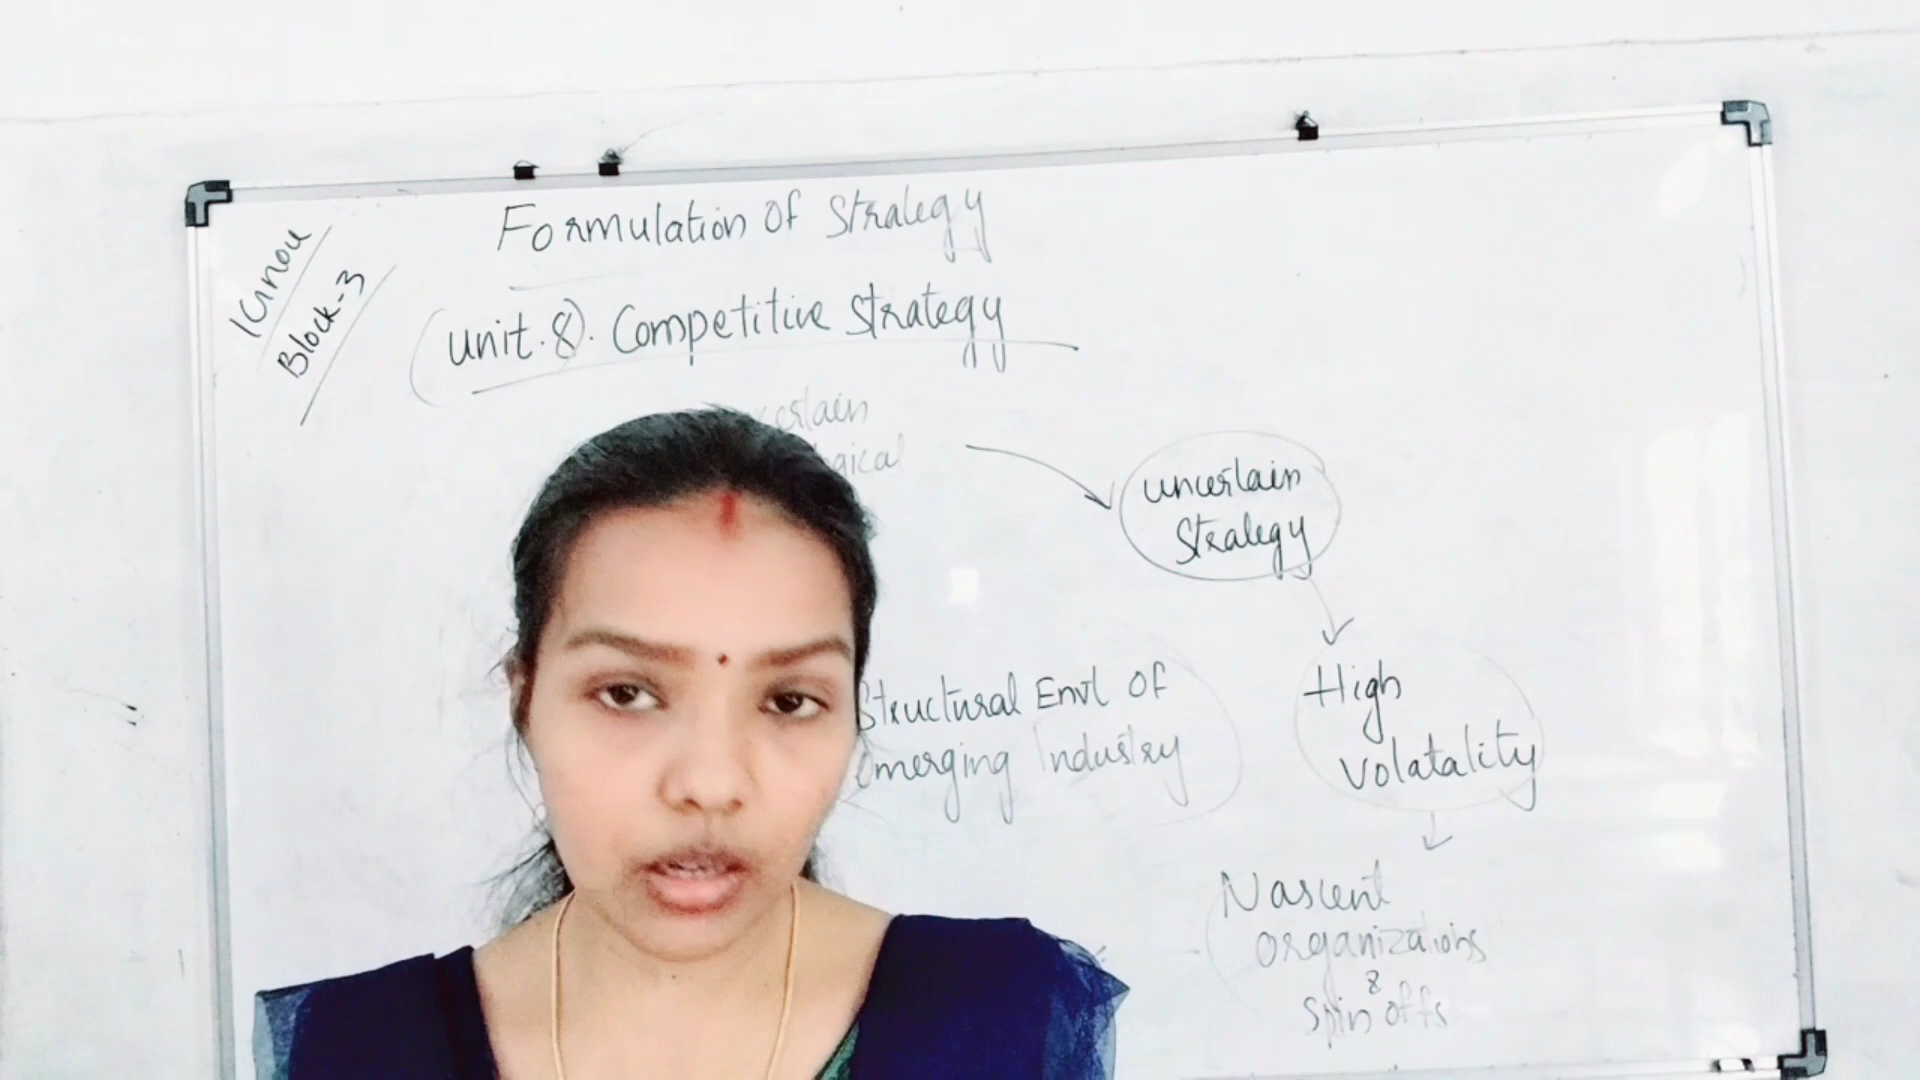 IGnou
Block-3
Formulation Of Strategy
(unit.8). Competitive Strategy
uncertain
Strategy
Structural Envt Of
Emerging Industry
High
Volatality
Nascent
Organizations
&
Spin offs